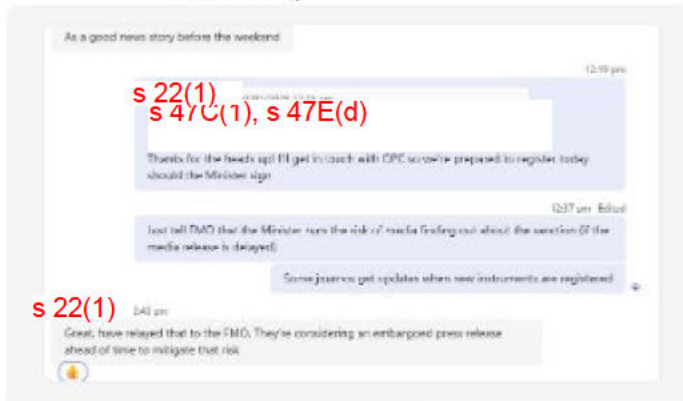 As a good news story before the weekend
12:19 pm
s 22(1)
s 47C(1), s 47E(d)
Thanks for the heads up! I'll get in touch with OPC so we're prepared to register today
should the Minister sign
12:37 pm Edited
Just tell FMO that the Minister runs the risk of media finding out about the sanction (if the
media release is delayed)
Some journos get updates when new instruments are registered
s 22(1)
pm
Great, have relayed that to the FMO. They're considering an embargoed press release
ahead of time to mitigate that risk